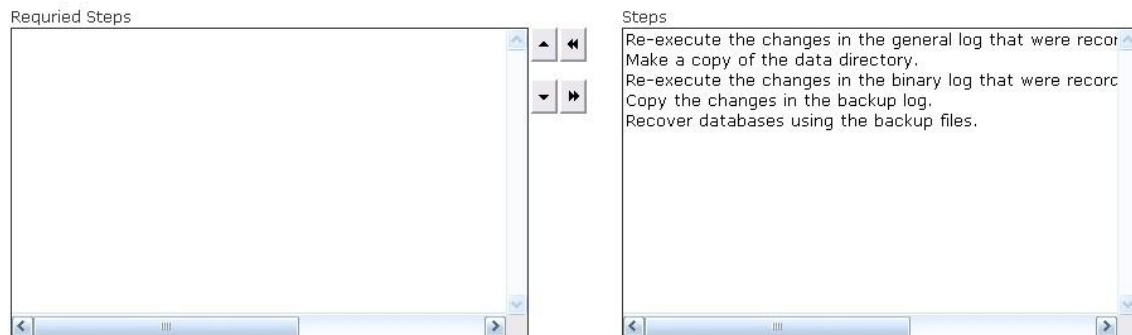 Requried Steps
Steps
Re-execute the changes in the general log that were recor
Make a copy of the data directory.
Re-execute the changes in the binary log that were recorc
Copy the changes in the backup log.
Recover databases using the backup files.